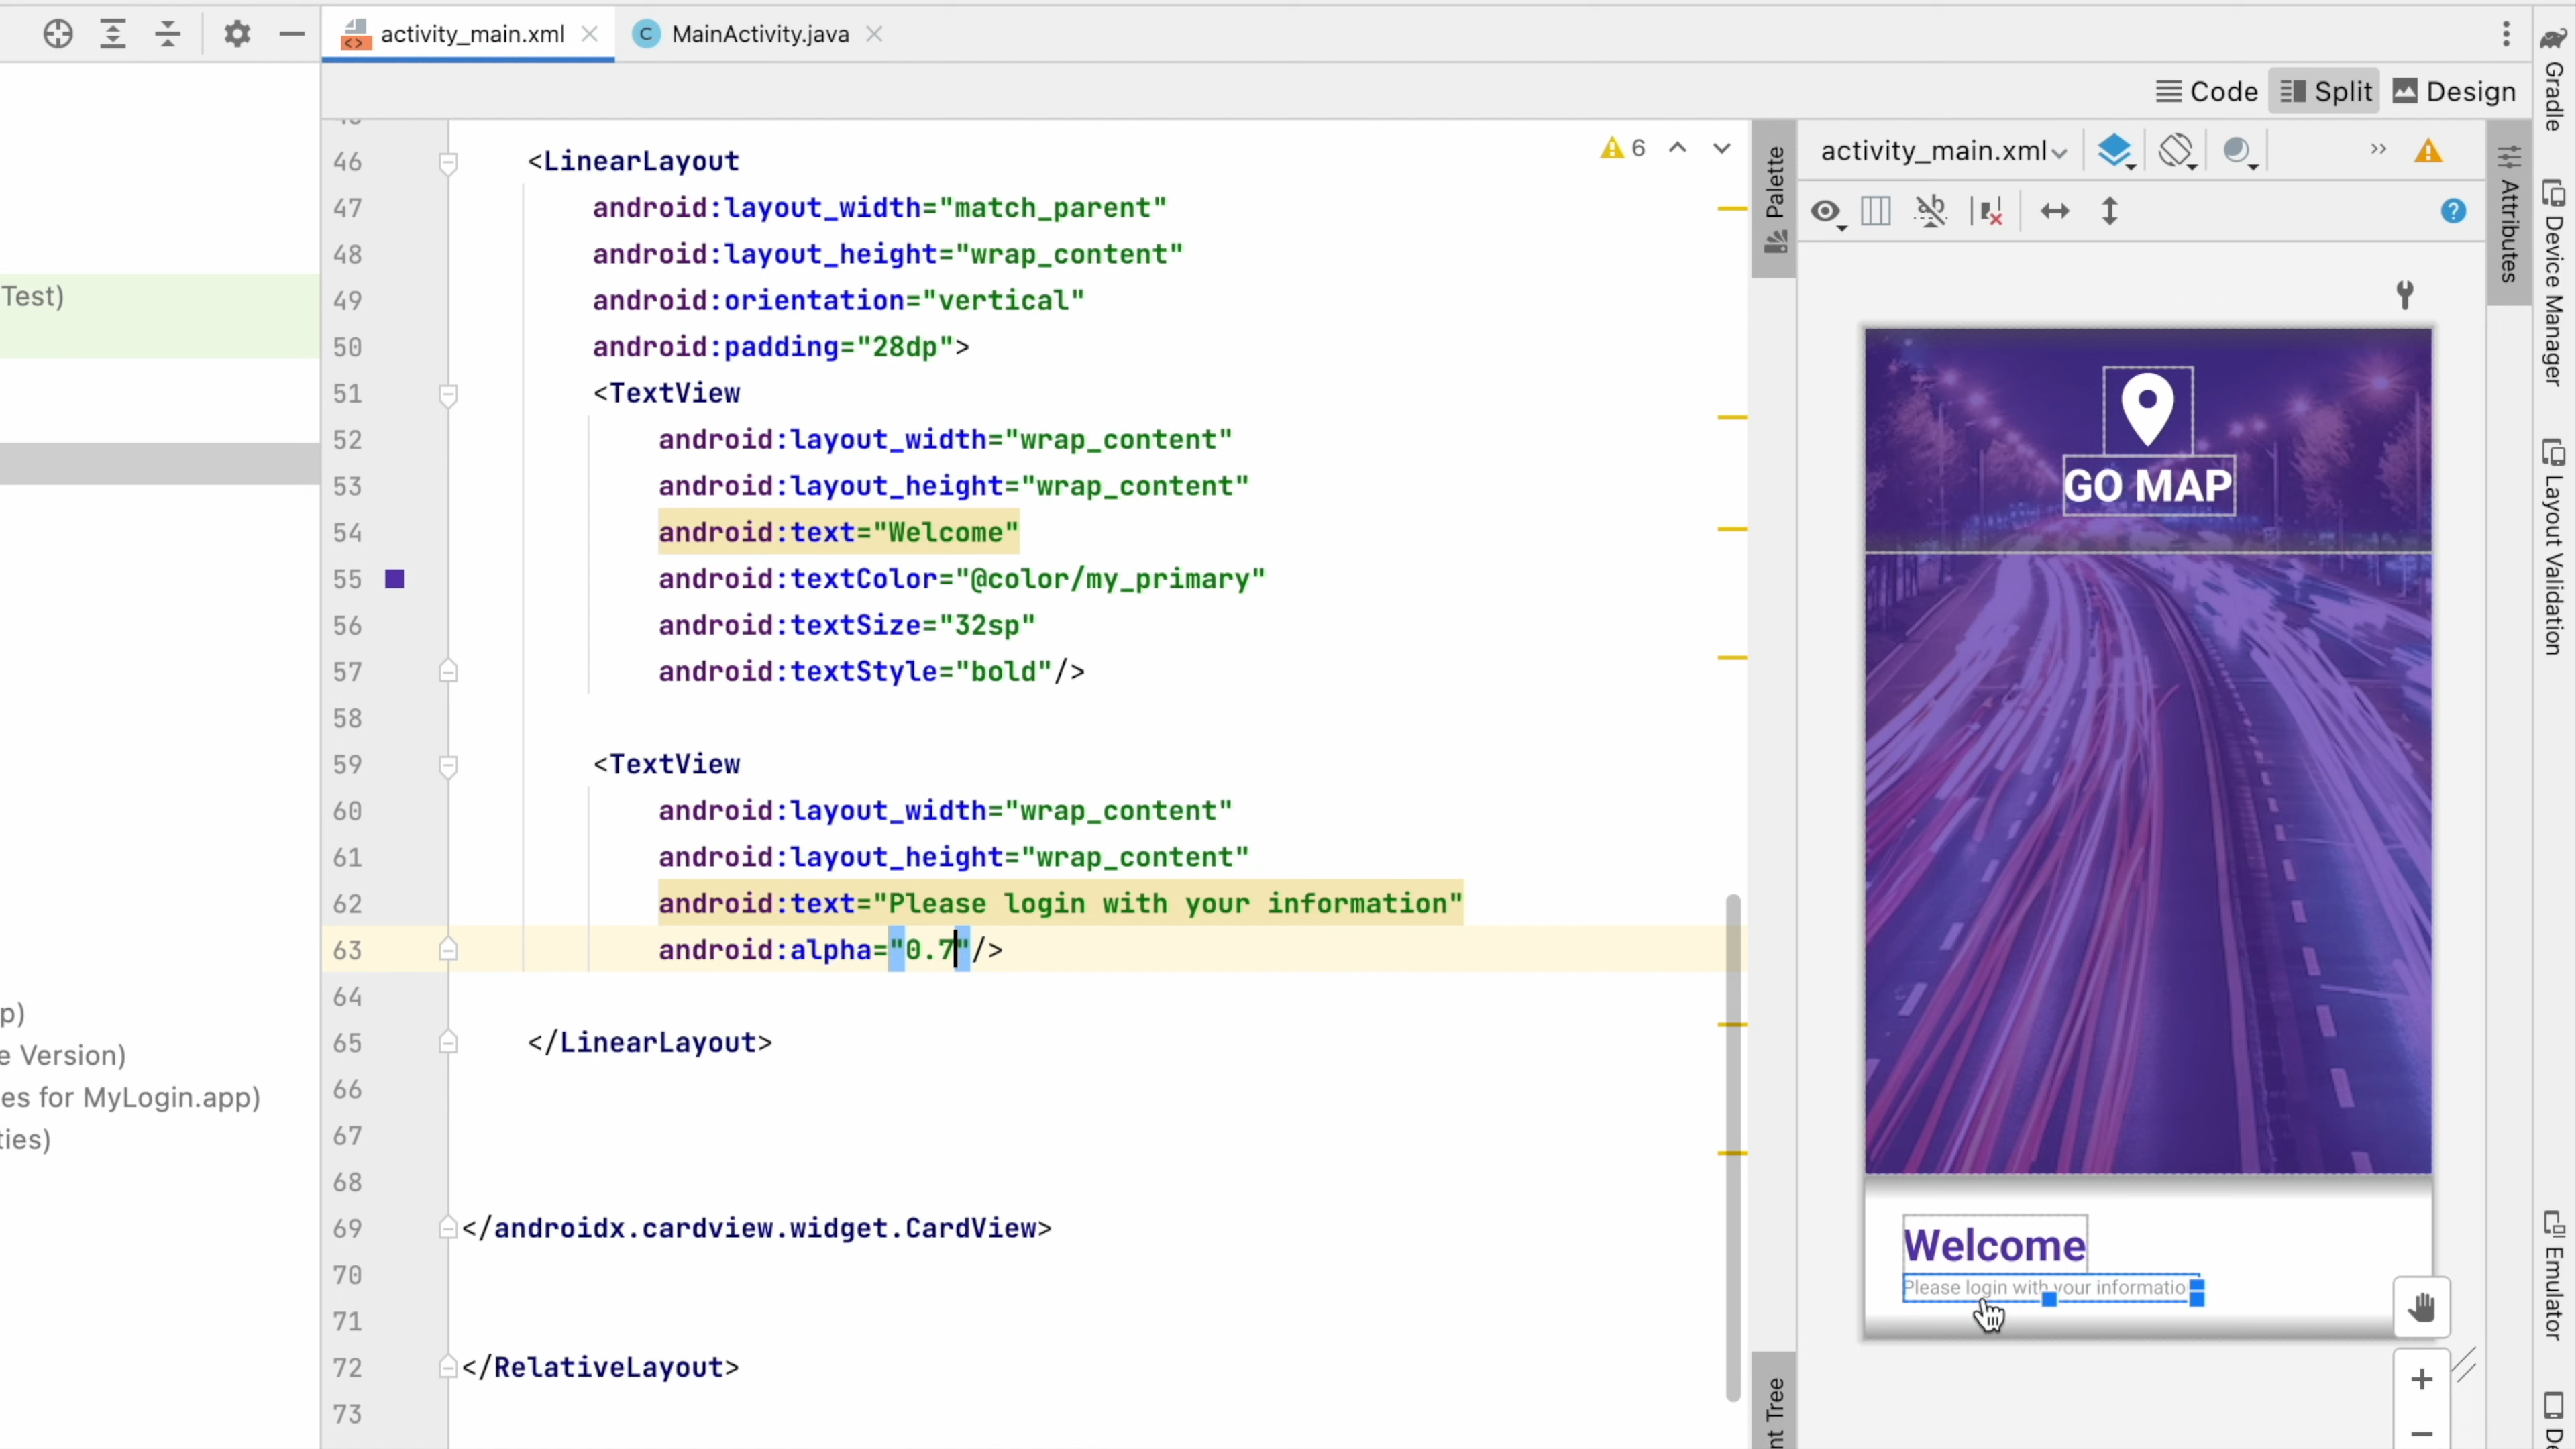 activity_main.xml
MainActivity.java
Code
Split
Design
Test)
p)
e Version)
es for MyLogin.app)
ties)
6
46 <LinearLayout
47 android:layout_width="match_parent"
48 android:layout_height="wrap_content"
49 android:orientation="vertical"
50 android:padding="28dp">
51 <TextView
52 android:layout_width="wrap_content"
53 android:layout_height="wrap_content"
54 android:text="Welcome"
55 android:textColor="@color/my_primary"
56 android:textSize="32sp"
57 android:textStyle="bold"/>
58
59 <TextView
60 android:layout_width="wrap_content"
61 android:layout_height="wrap_content"
62 android:text="Please login with your information"
63 android:alpha="0.7"/>
64
65 </LinearLayout>
66
67
68
69 </androidx.cardview.widget.CardView>
70
71
72 </RelativeLayout>
73
Palette
nt Tree
activity_main.xml
GO MAP
Welcome
Please login with your informatio
Attributes
Gradle
Device Manager
Layout Validation
Emulator